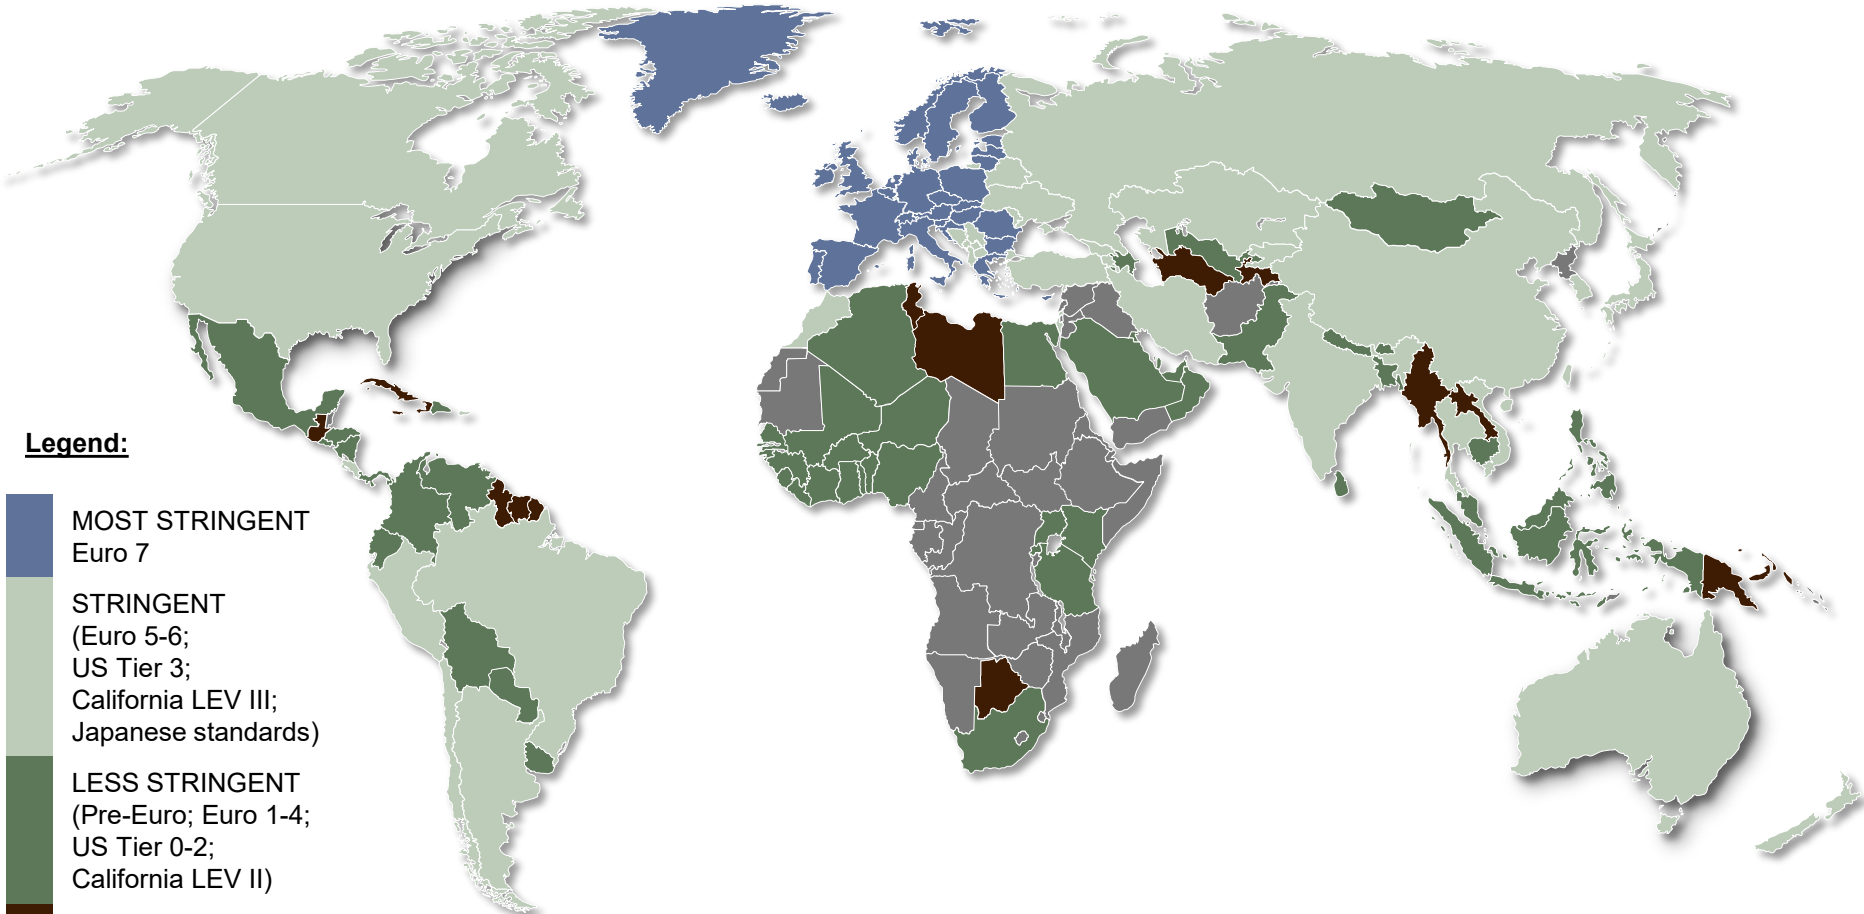 Legend:
MOST STRINGENT
Euro 7
STRINGENT
(Euro 5-6;
US Tier 3;
California LEV III;
Japanese standards)
LESS STRINGENT
(Pre-Euro; Euro 1-4;
US Tier 0-2;
California LEV II)